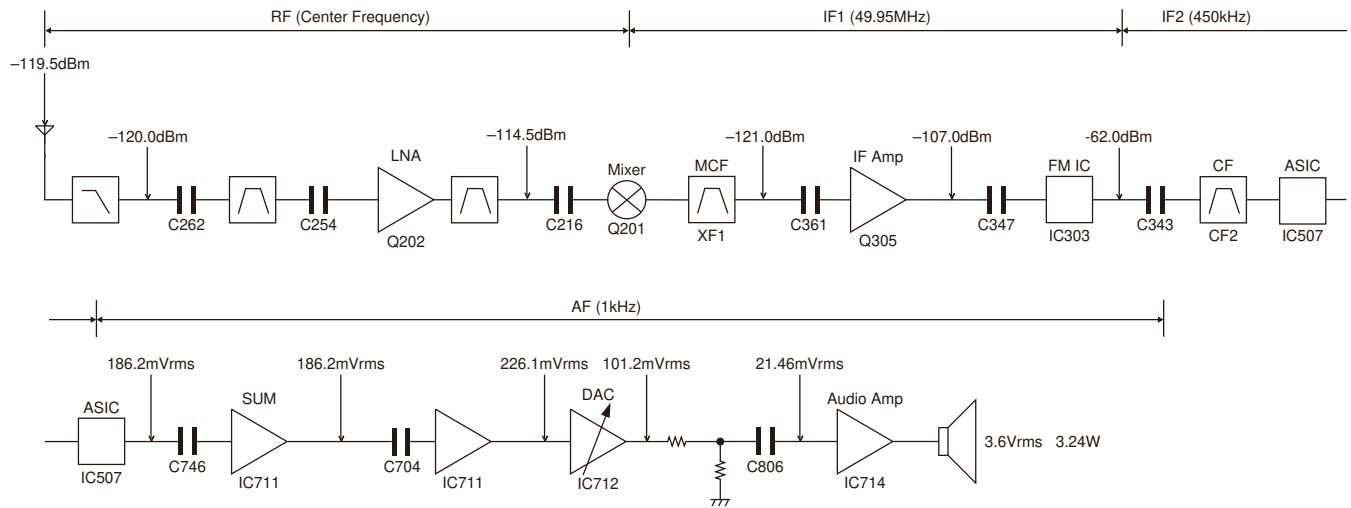 RF (Center Frequency)
IF1 (49.95MHz)
IF2 (450kHz)
–119.5dBm
–120.0dBm
–114.5dBm
–121.0dBm
–107.0dBm
-62.0dBm
LNA
Mixer
MCF
IF Amp
FM IC
CF
ASIC
C262
C254
Q202
C216
Q201
XF1
C361
Q305
C347
IC303
C343
CF2
IC507
AF (1kHz)
186.2mVrms
186.2mVrms
226.1mVrms
101.2mVrms
21.46mVrms
ASIC
SUM
DAC
Audio Amp
3.6Vrms 3.24W
IC507
C746
IC711
C704
IC711
IC712
C806
IC714